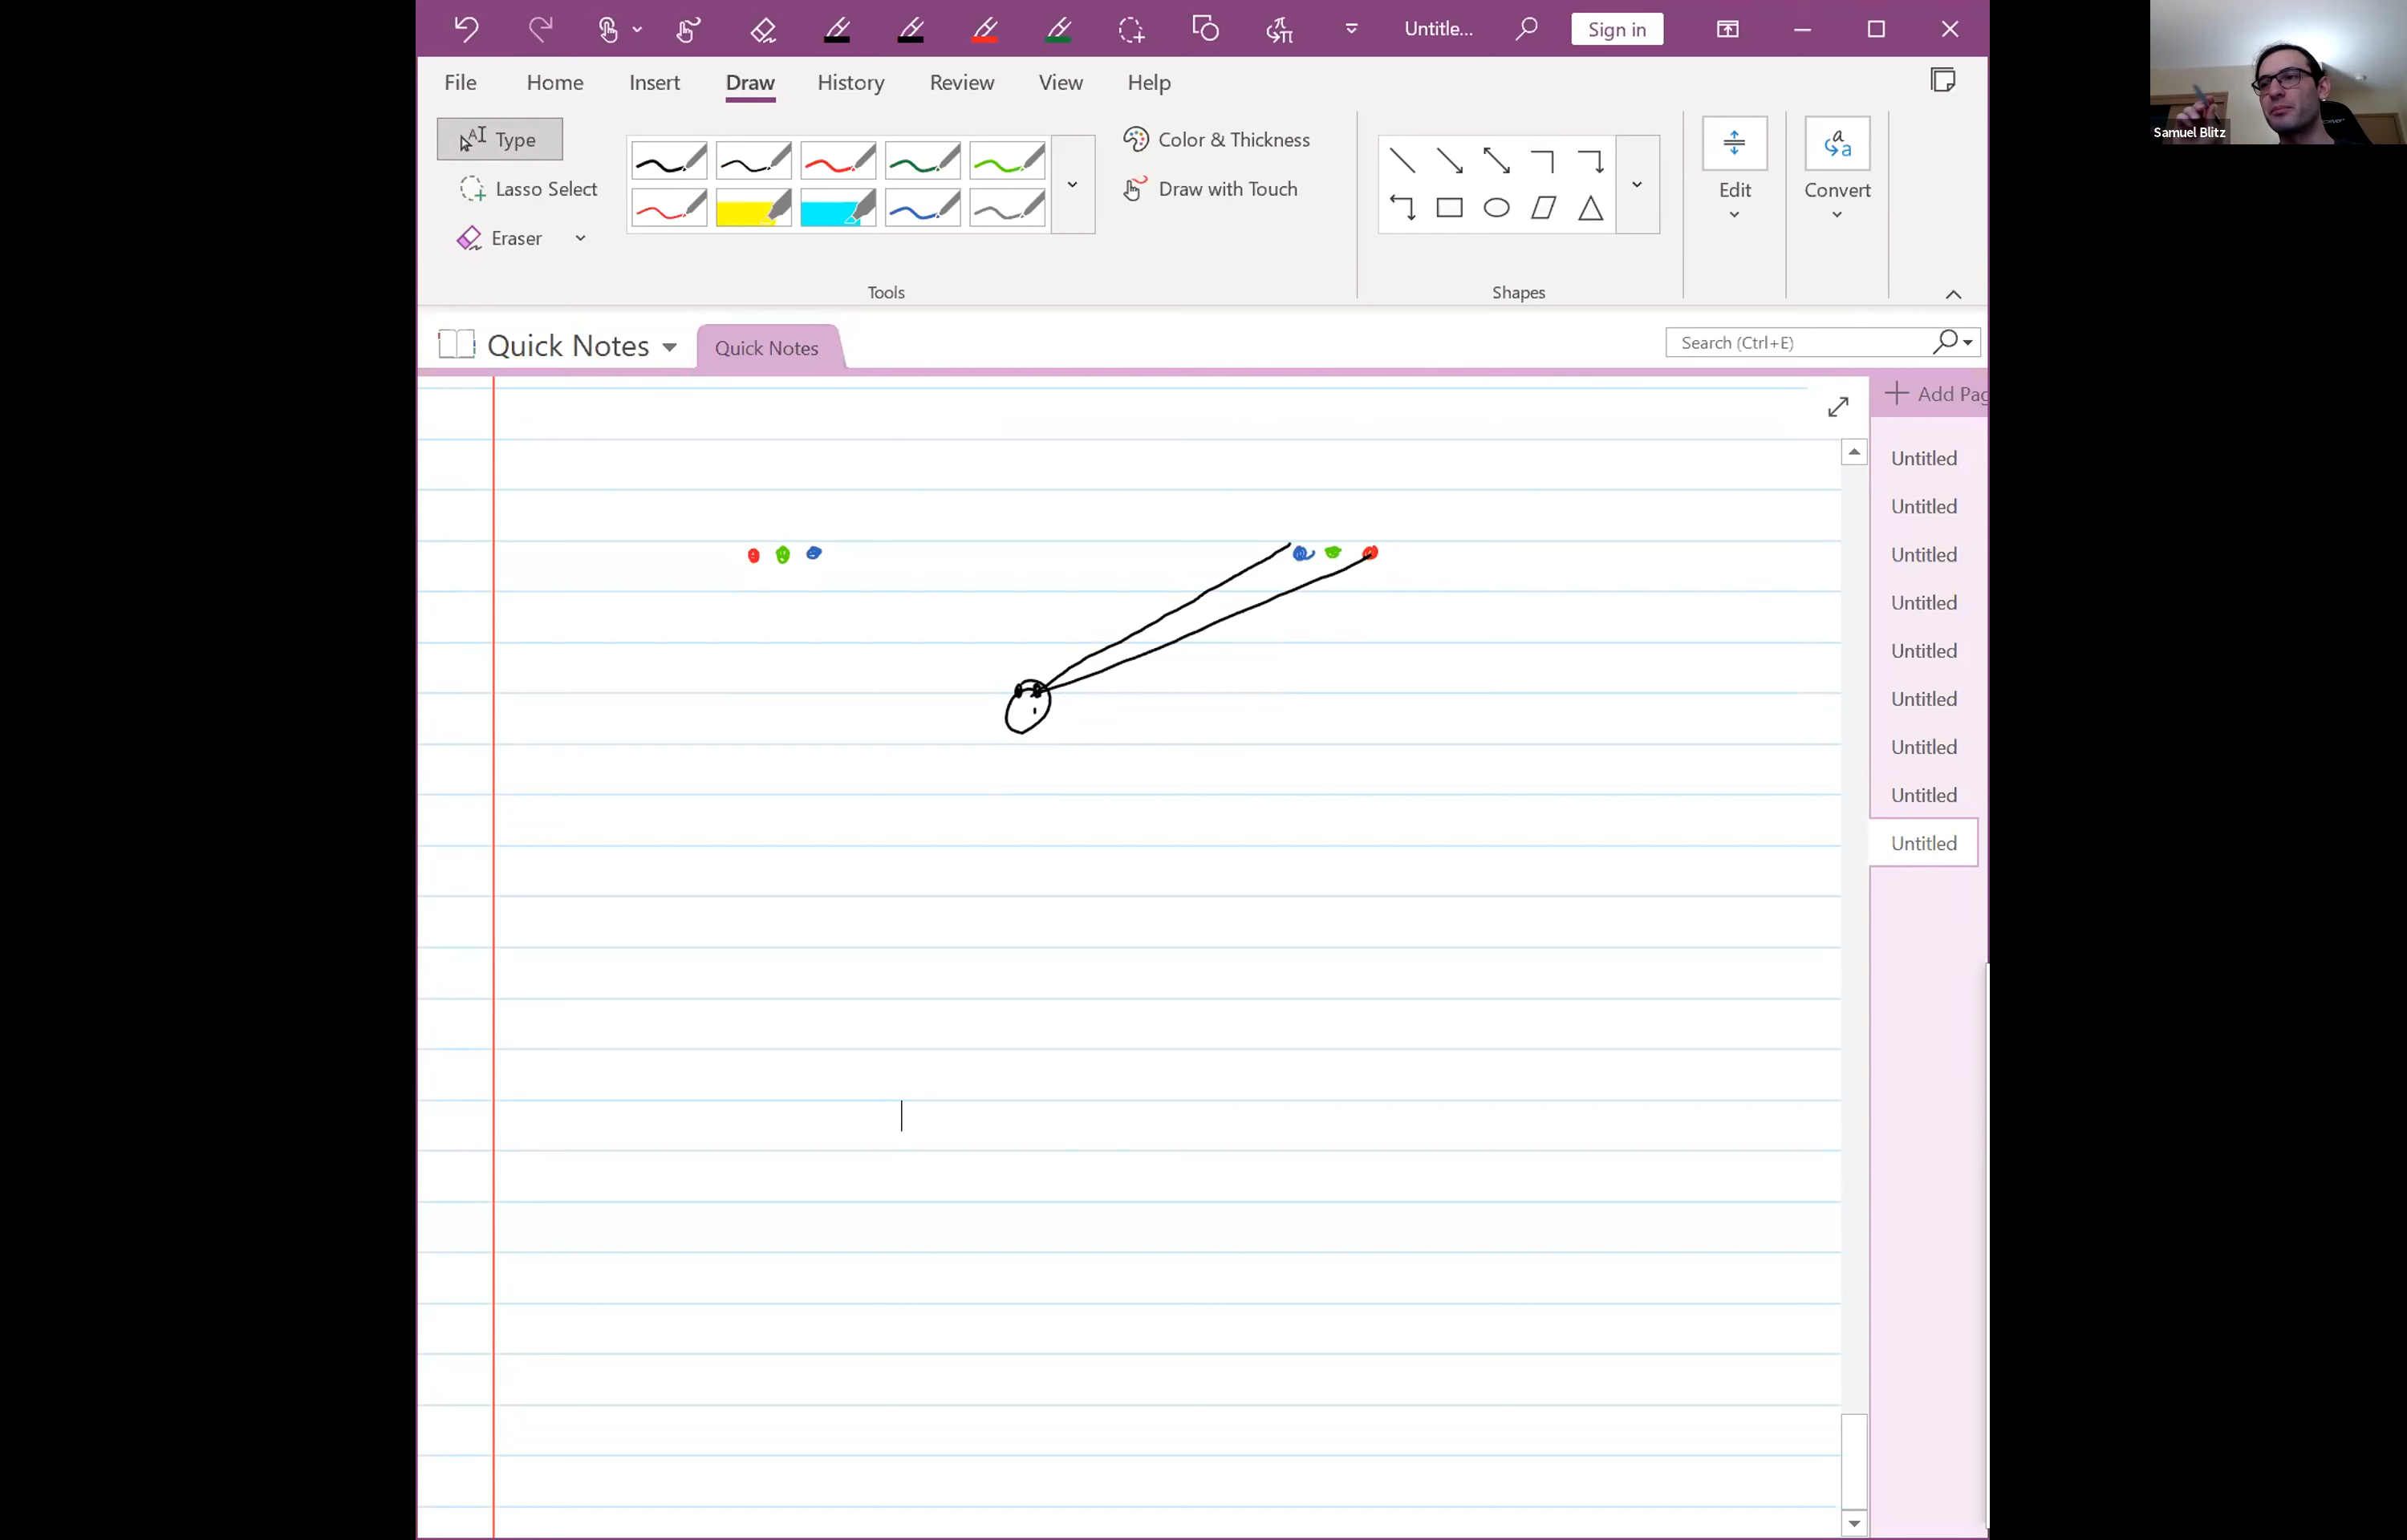 Untitle...
Sign in
File Home Insert Draw History Review View Help
Type
Lasso Select
Eraser
Color & Thickness
Draw with Touch
Edit
Convert
Tools
Shapes
Quick Notes
Quick Notes
Search (Ctrl+E)
Add Pag
Untitled
Untitled
Untitled
Untitled
Untitled
Untitled
Untitled
Untitled
Untitled
Samuel Blitz